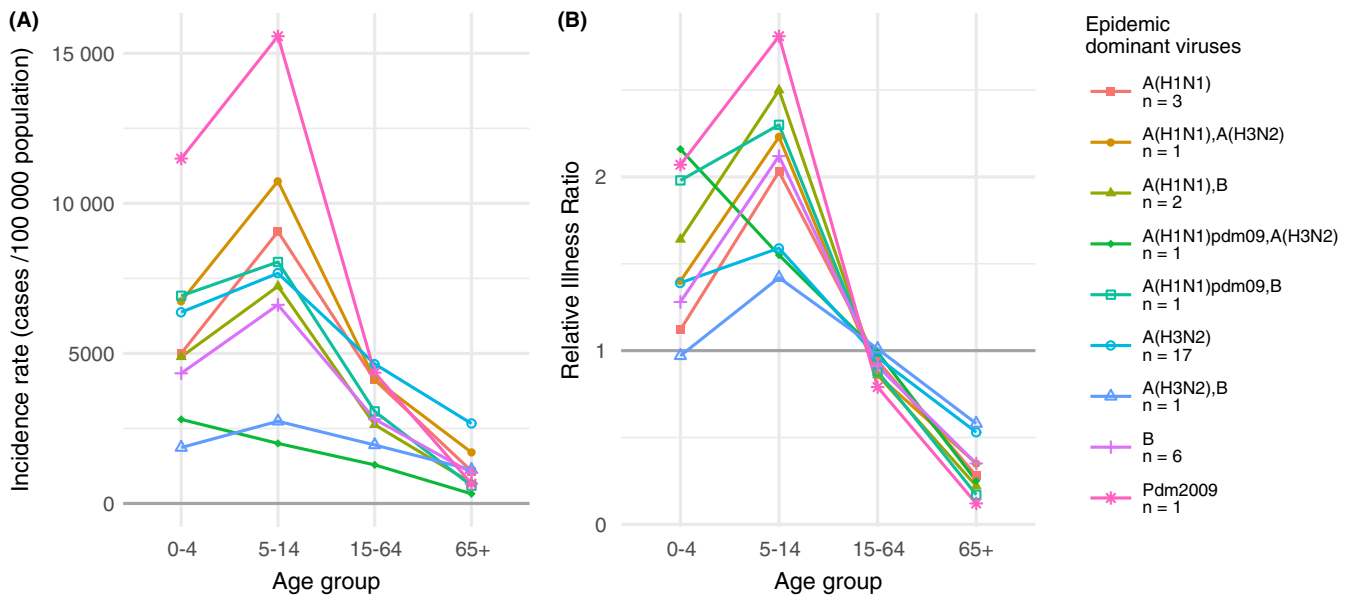 (A)
Incidence rate (cases /100 000 population)
15 000
10 000
5000
0
0-4
5-14
15-64
65+
Age group
(B)
Relative Illness Ratio
2
1
0
0-4
5-14
15-64
65+
Age group
Epidemic
dominant viruses
A(H1N1)
n = 3
A(H1N1),A(H3N2)
n = 1
A(H1N1),B
n = 2
A(H1N1)pdm09,A(H3N2)
n = 1
A(H1N1)pdm09,B
n = 1
A(H3N2)
n = 17
A(H3N2),B
n = 1
B
n = 6
Pdm2009
n = 1